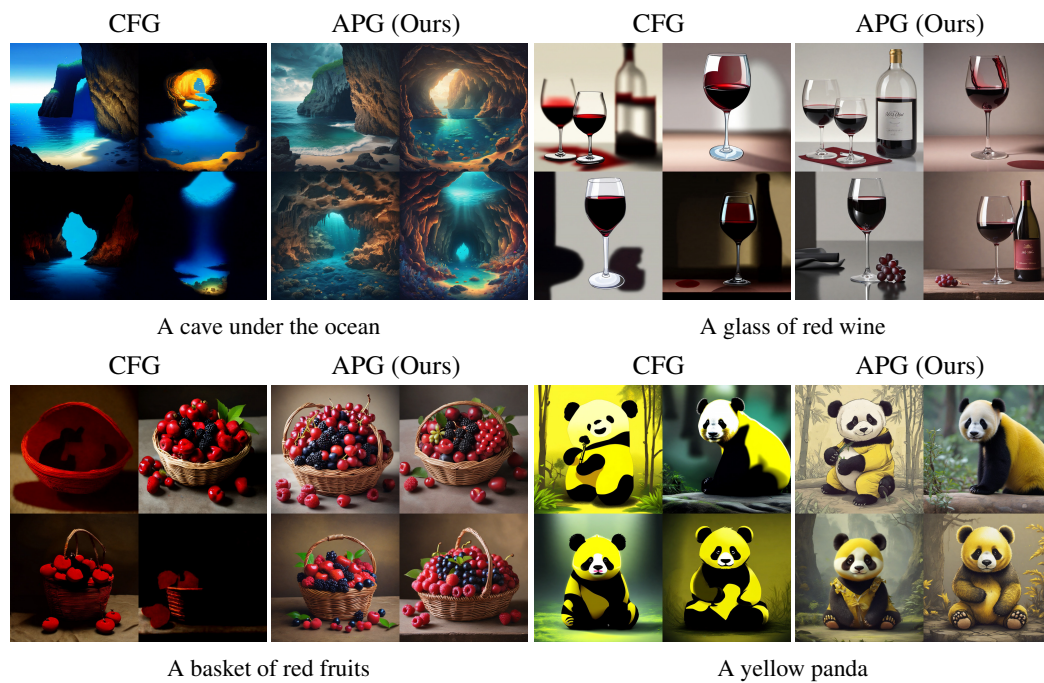 CFG APG (Ours) CFG APG (Ours)
A cave under the ocean A glass of red wine
CFG APG (Ours) CFG APG (Ours)
A basket of red fruits A yellow panda